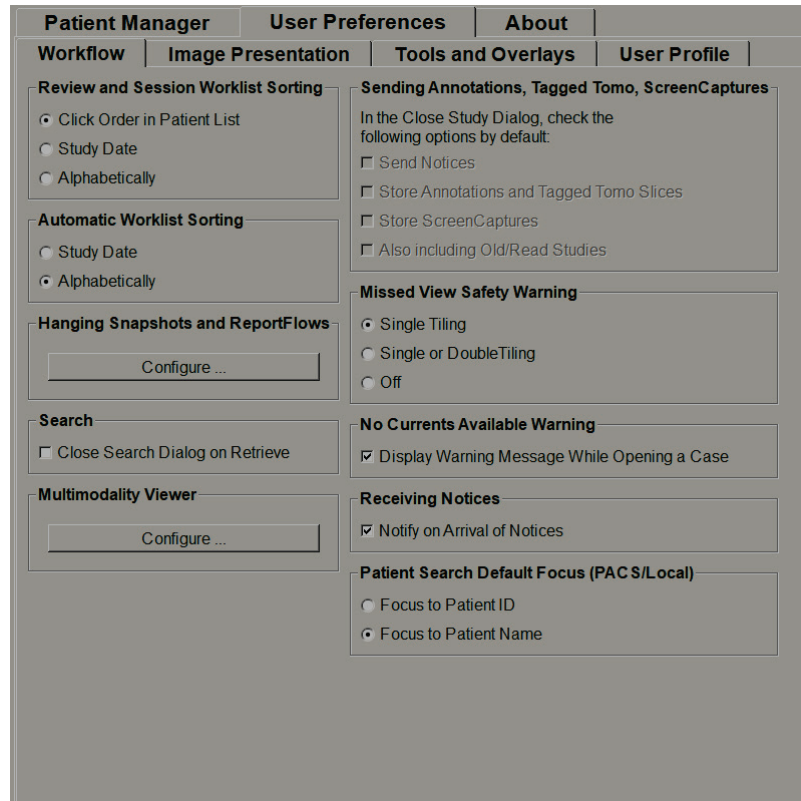 Patient Manager
User Preferences
About
Workflow
Image Presentation
Tools and Overlays
User Profile
Review and Session Worklist Sorting
Click Order in Patient List
Study Date
Alphabetically
Automatic Worklist Sorting
Study Date
Alphabetically
Hanging Snapshots and ReportFlows
Configure ...
Search
Close Search Dialog on Retrieve
Multimodality Viewer
Configure ...
Sending Annotations, Tagged Tomo, ScreenCaptures
In the Close Study Dialog, check the
following options by default:
Send Notices
Store Annotations and Tagged Tomo Slices
Store ScreenCaptures
Also including Old/Read Studies
Missed View Safety Warning
Single Tiling
Single or DoubleTiling
Off
No Currents Available Warning
Display Warning Message While Opening a Case
Receiving Notices
Notify on Arrival of Notices
Patient Search Default Focus (PACS/Local)
Focus to Patient ID
Focus to Patient Name